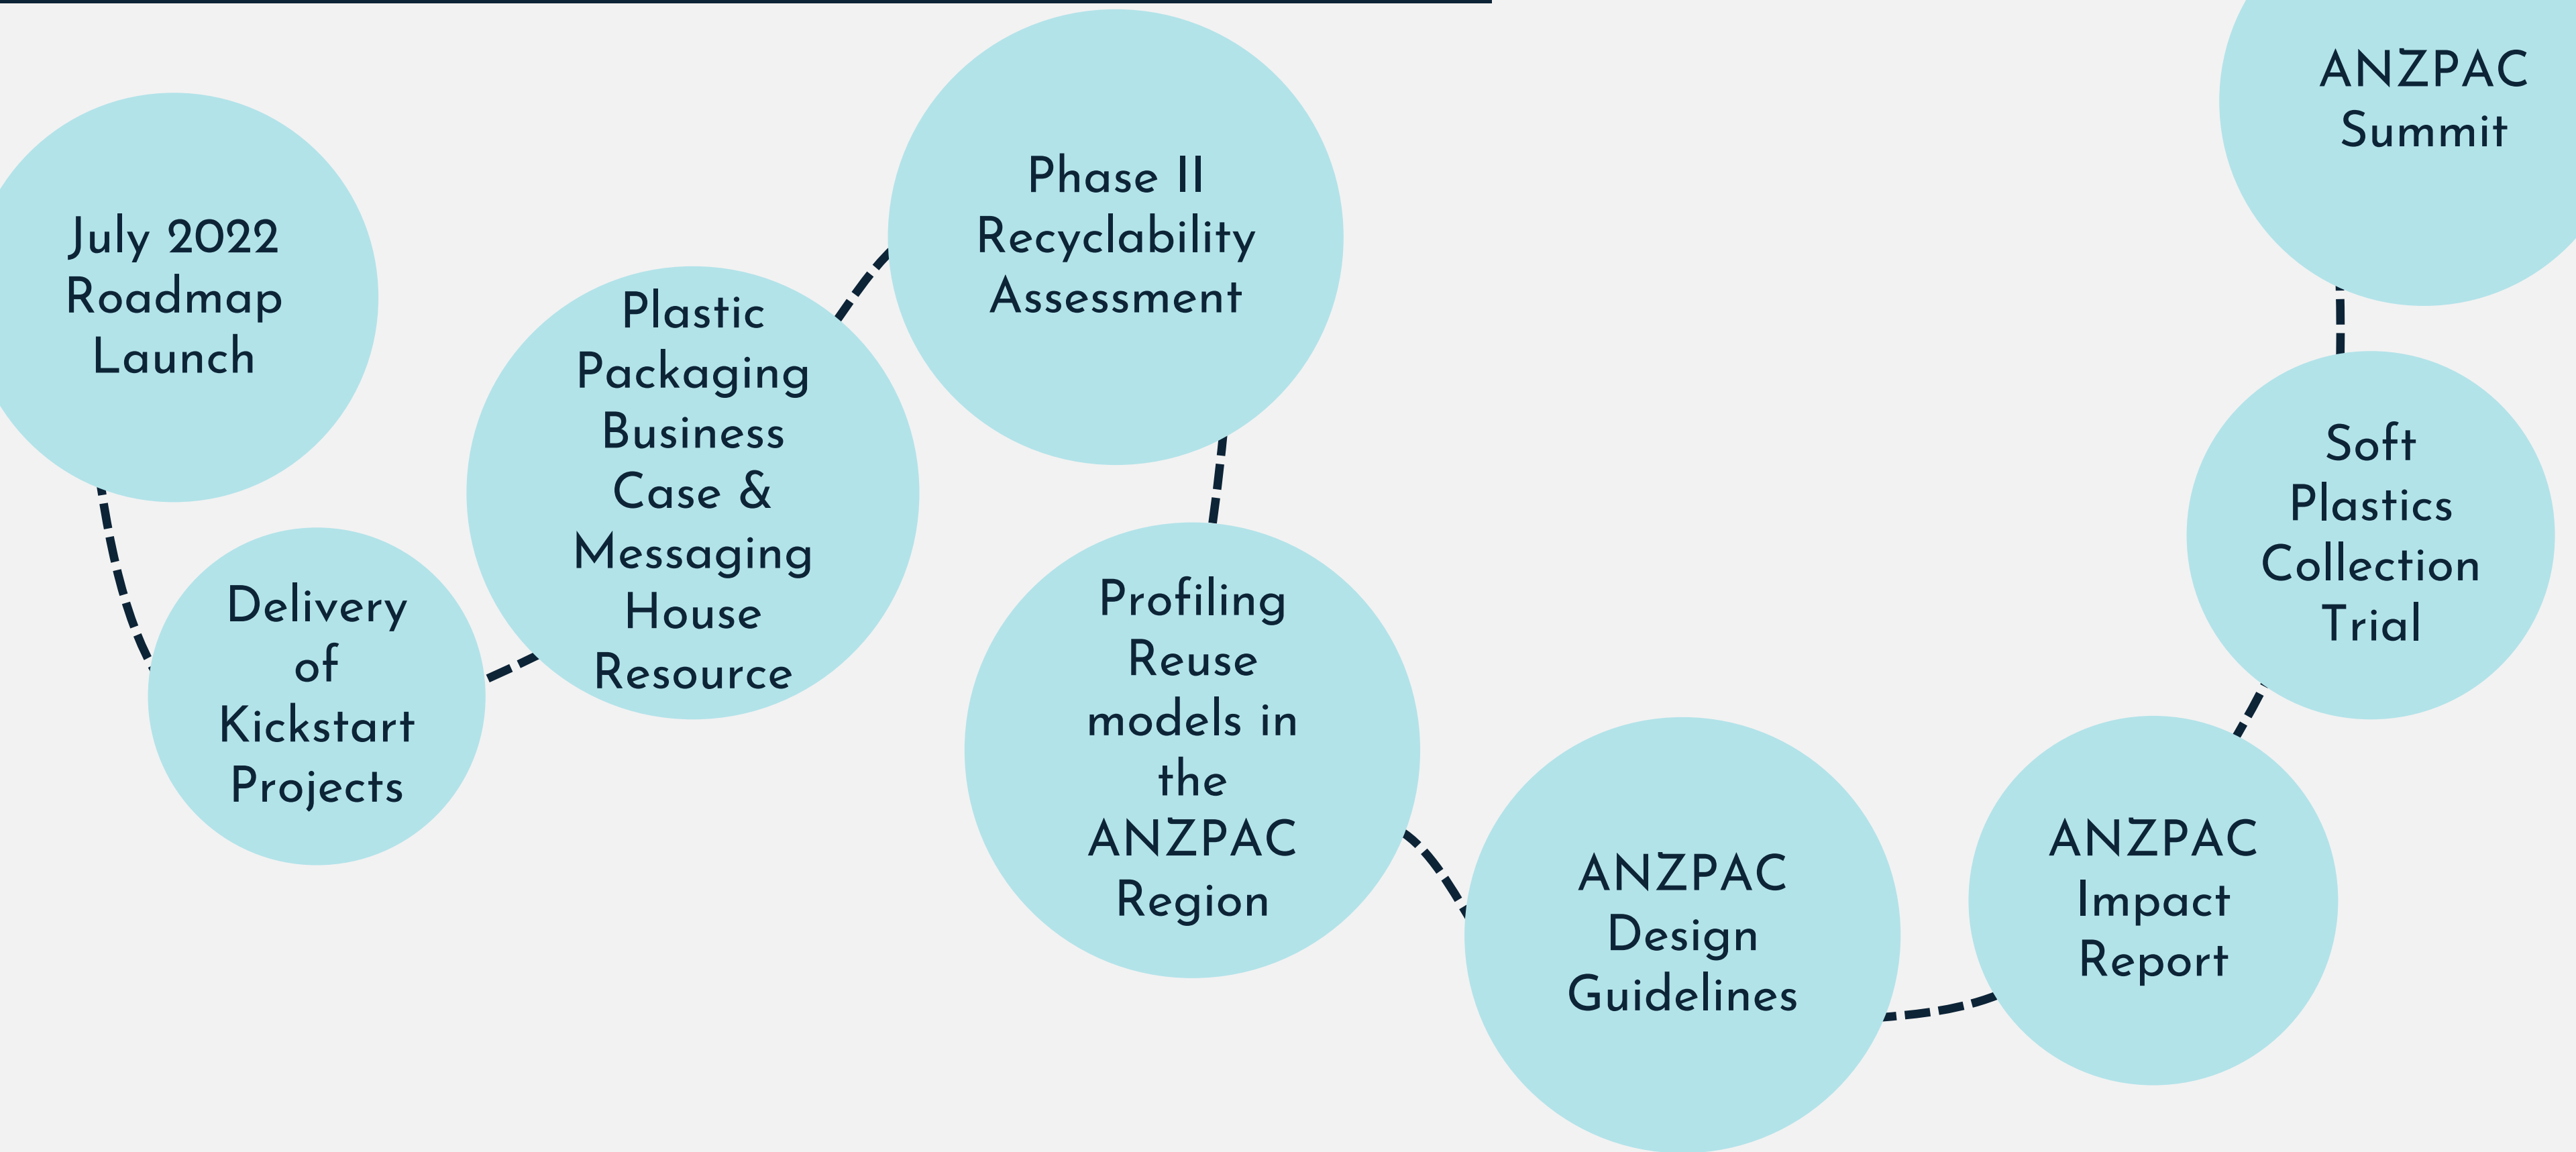 July 2022
Roadmap
Launch
Delivery
of
Kickstart
Projects
Plastic
Packaging
Business
Case &
Messaging
House
Resource
Phase II
Recyclability
Assessment
Profiling
Reuse
models in
the
ANZPAC
Region
ANZPAC
Design
Guidelines
ANZPAC
Impact
Report
Soft
Plastics
Collection
Trial
ANZPAC
Summit